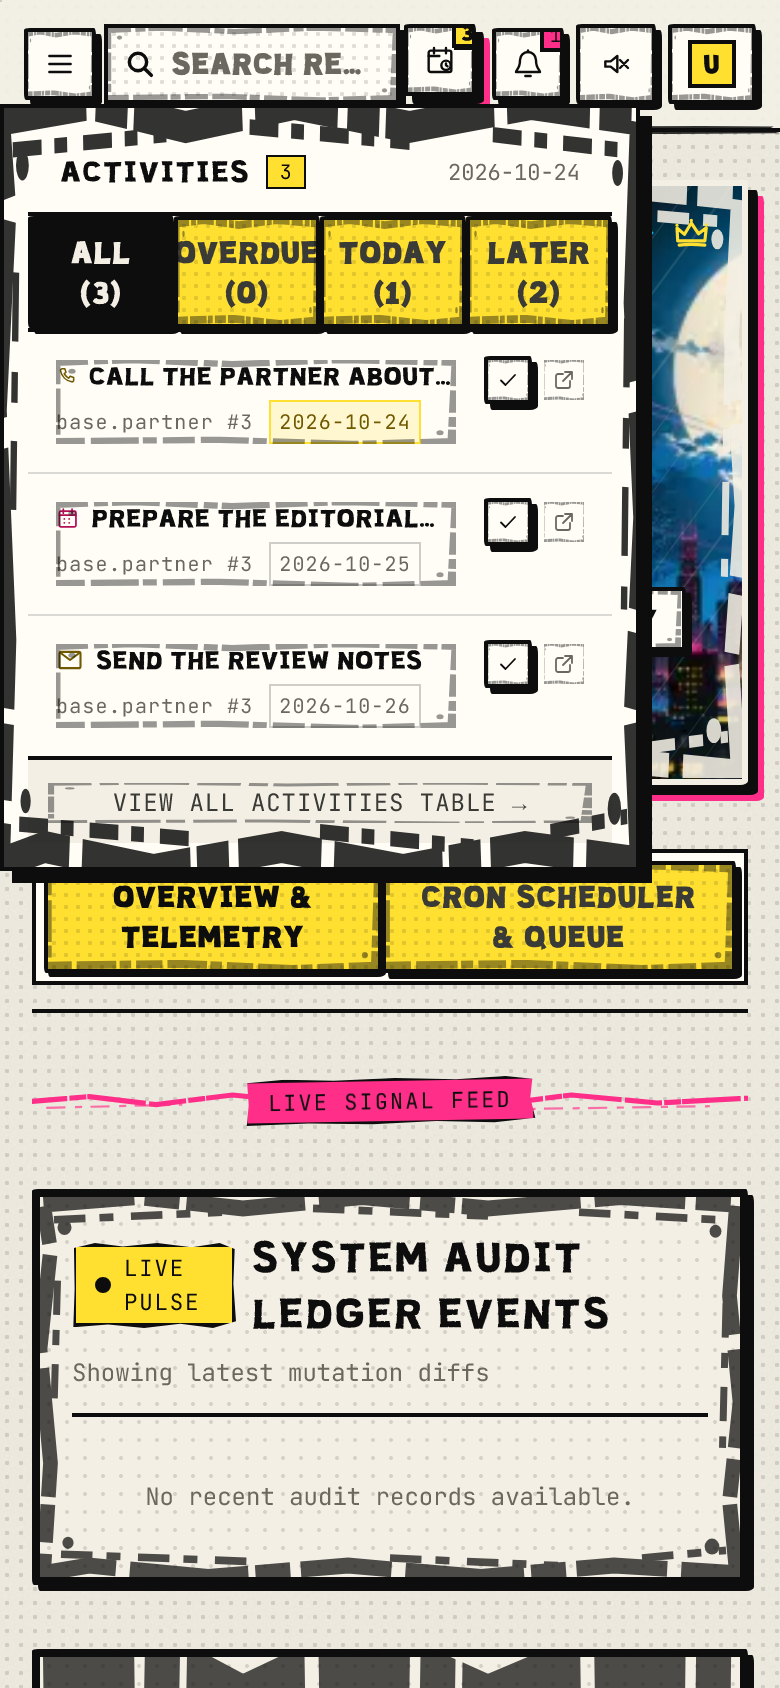 SEARCH RE...
3
1
U
ACTIVITIES 3 2026-10-24
ALL
(3)
OVERDUE
(0)
TODAY
(1)
LATER
(2)
CALL THE PARTNER ABOUT...
base.partner #3 2026-10-24
PREPARE THE EDITORIAL...
base.partner #3 2026-10-25
SEND THE REVIEW NOTES
base.partner #3 2026-10-26
VIEW ALL ACTIVITIES TABLE →
OVERVIEW &
TELEMETRY
CRON SCHEDULER
& QUEUE
LIVE SIGNAL FEED
LIVE
PULSE
SYSTEM AUDIT
LEDGER EVENTS
Showing latest mutation diffs
No recent audit records available.